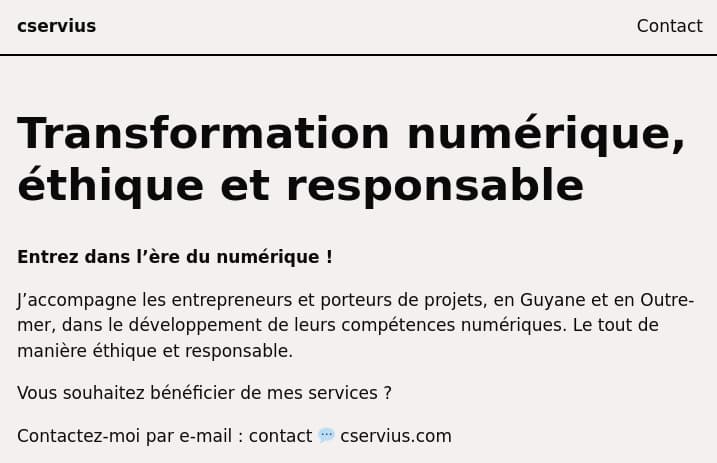 cservius
Contact
Transformation numérique,
éthique et responsable
Entrez dans l’ère du numérique !
J’accompagne les entrepreneurs et porteurs de projets, en Guyane et en Outre-
mer, dans le développement de leurs compétences numériques. Le tout de
manière éthique et responsable.
Vous souhaitez bénéficier de mes services ?
Contactez-moi par e-mail : contact 💬 cservius.com